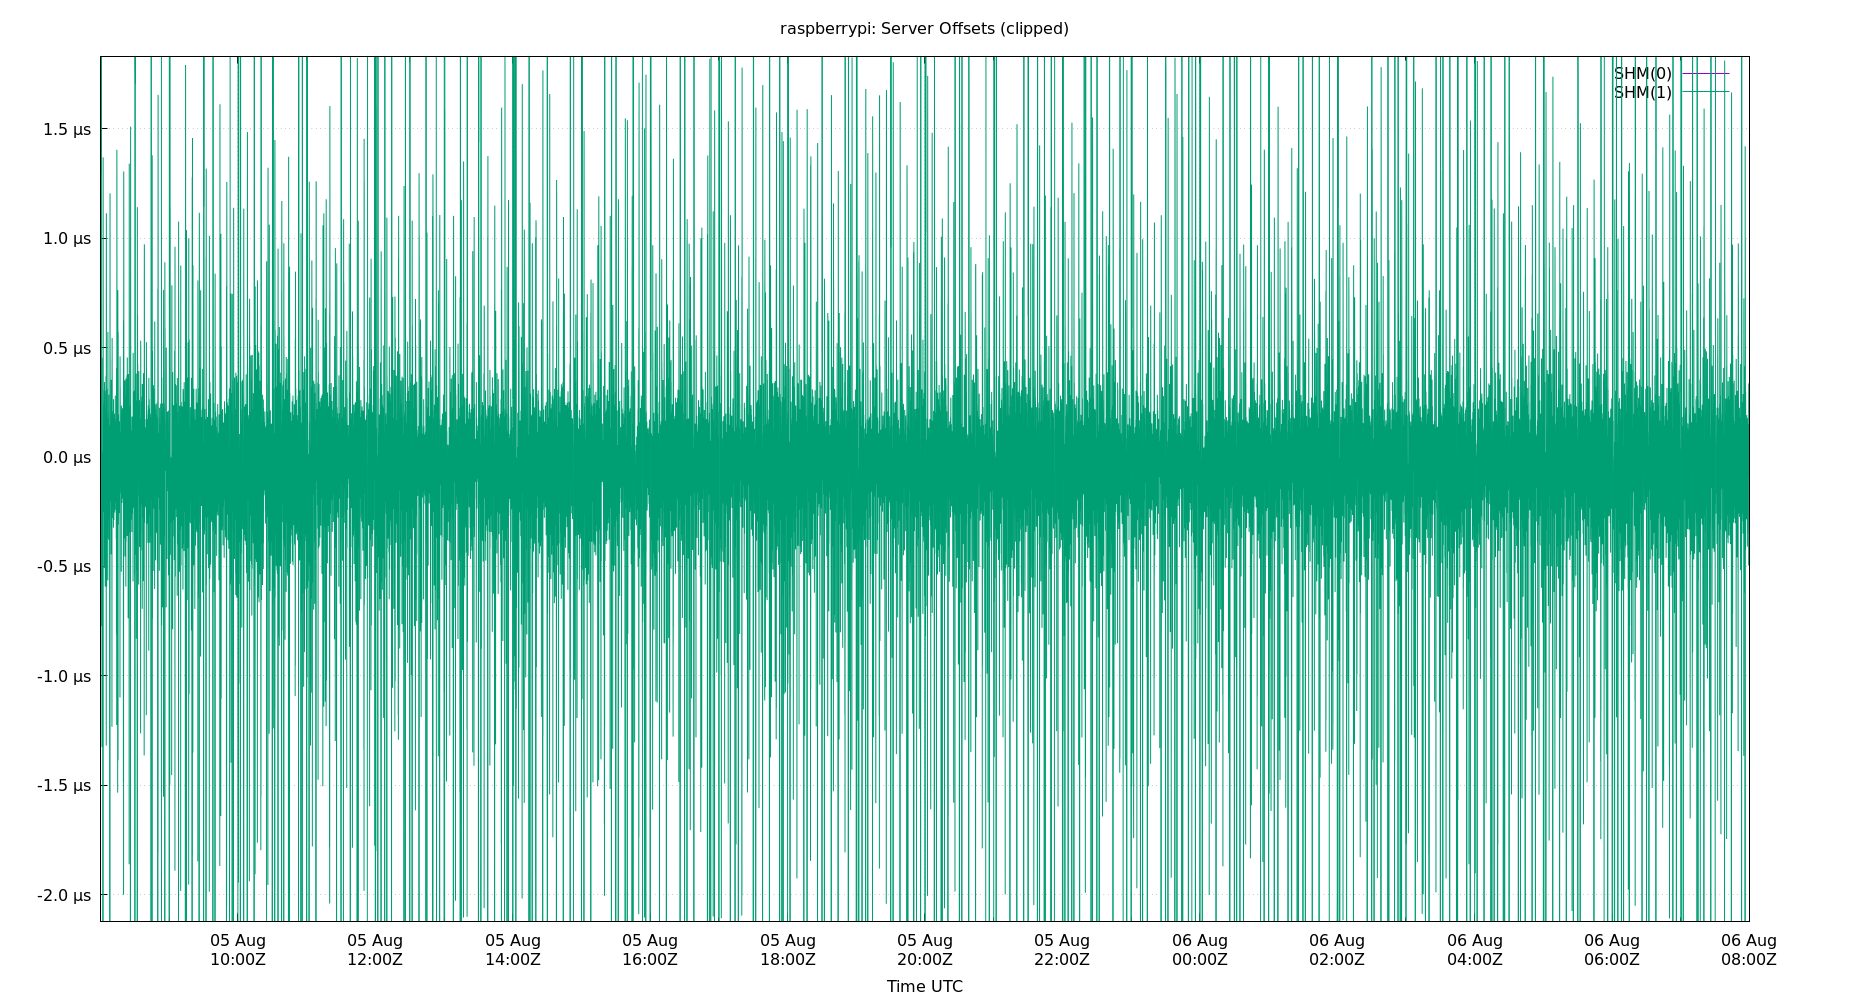 raspberrypi: Server Offsets (clipped)
SHM(0)
SHM(1)
1.5 µs
1.0 µs
0.5 µs
0.0 µs
-0.5 µs
-1.0 µs
-1.5 µs
-2.0 µs
05 Aug 05 Aug 05 Aug 05 Aug 05 Aug 05 Aug 05 Aug 06 Aug 06 Aug 06 Aug 06 Aug 06 Aug
10:00Z 12:00Z 14:00Z 16:00Z 18:00Z 20:00Z 22:00Z 00:00Z 02:00Z 04:00Z 06:00Z 08:00Z
Time UTC